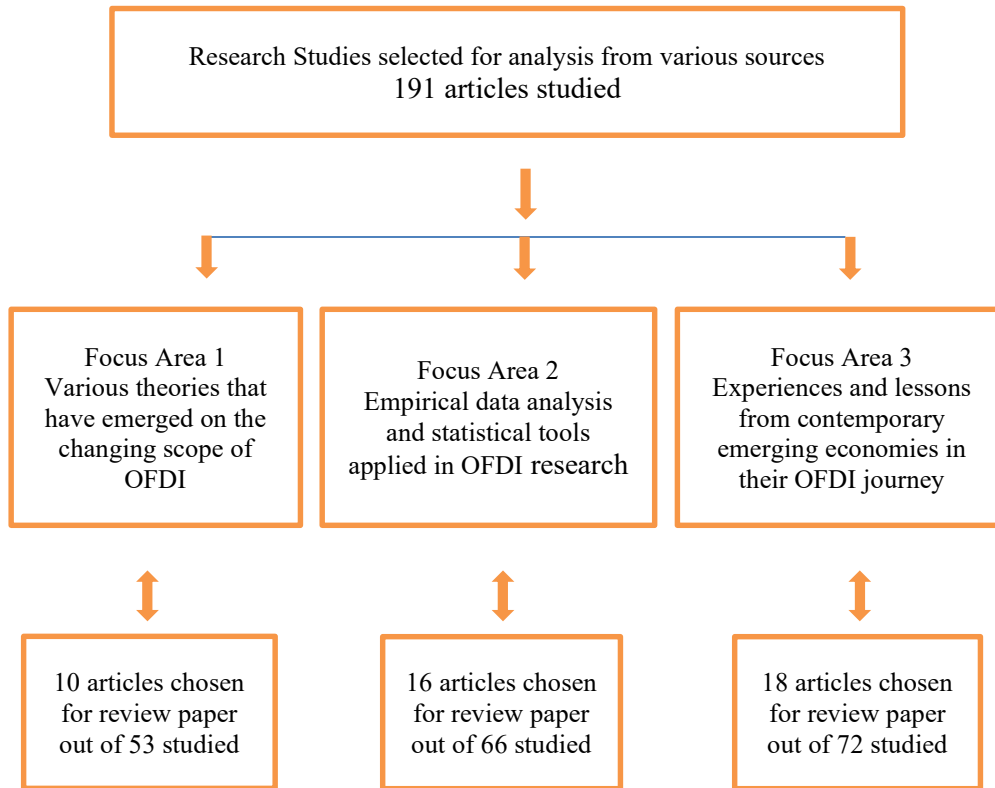 Research Studies selected for analysis from various sources
191 articles studied
Focus Area 1
Various theories that
have emerged on the
changing scope of
OFDI
Focus Area 2
Empirical data analysis
and statistical tools
applied in OFDI research
Focus Area 3
Experiences and lessons
from contemporary
emerging economies in
their OFDI journey
10 articles chosen
for review paper
out of 53 studied
16 articles chosen
for review paper
out of 66 studied
18 articles chosen
for review paper
out of 72 studied